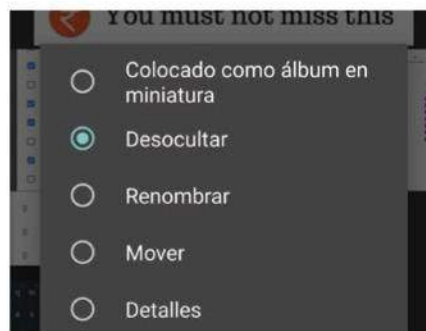 You must not miss this
Colocado como álbum en
miniatura
Desocultar
Renombrar
Mover
Detalles